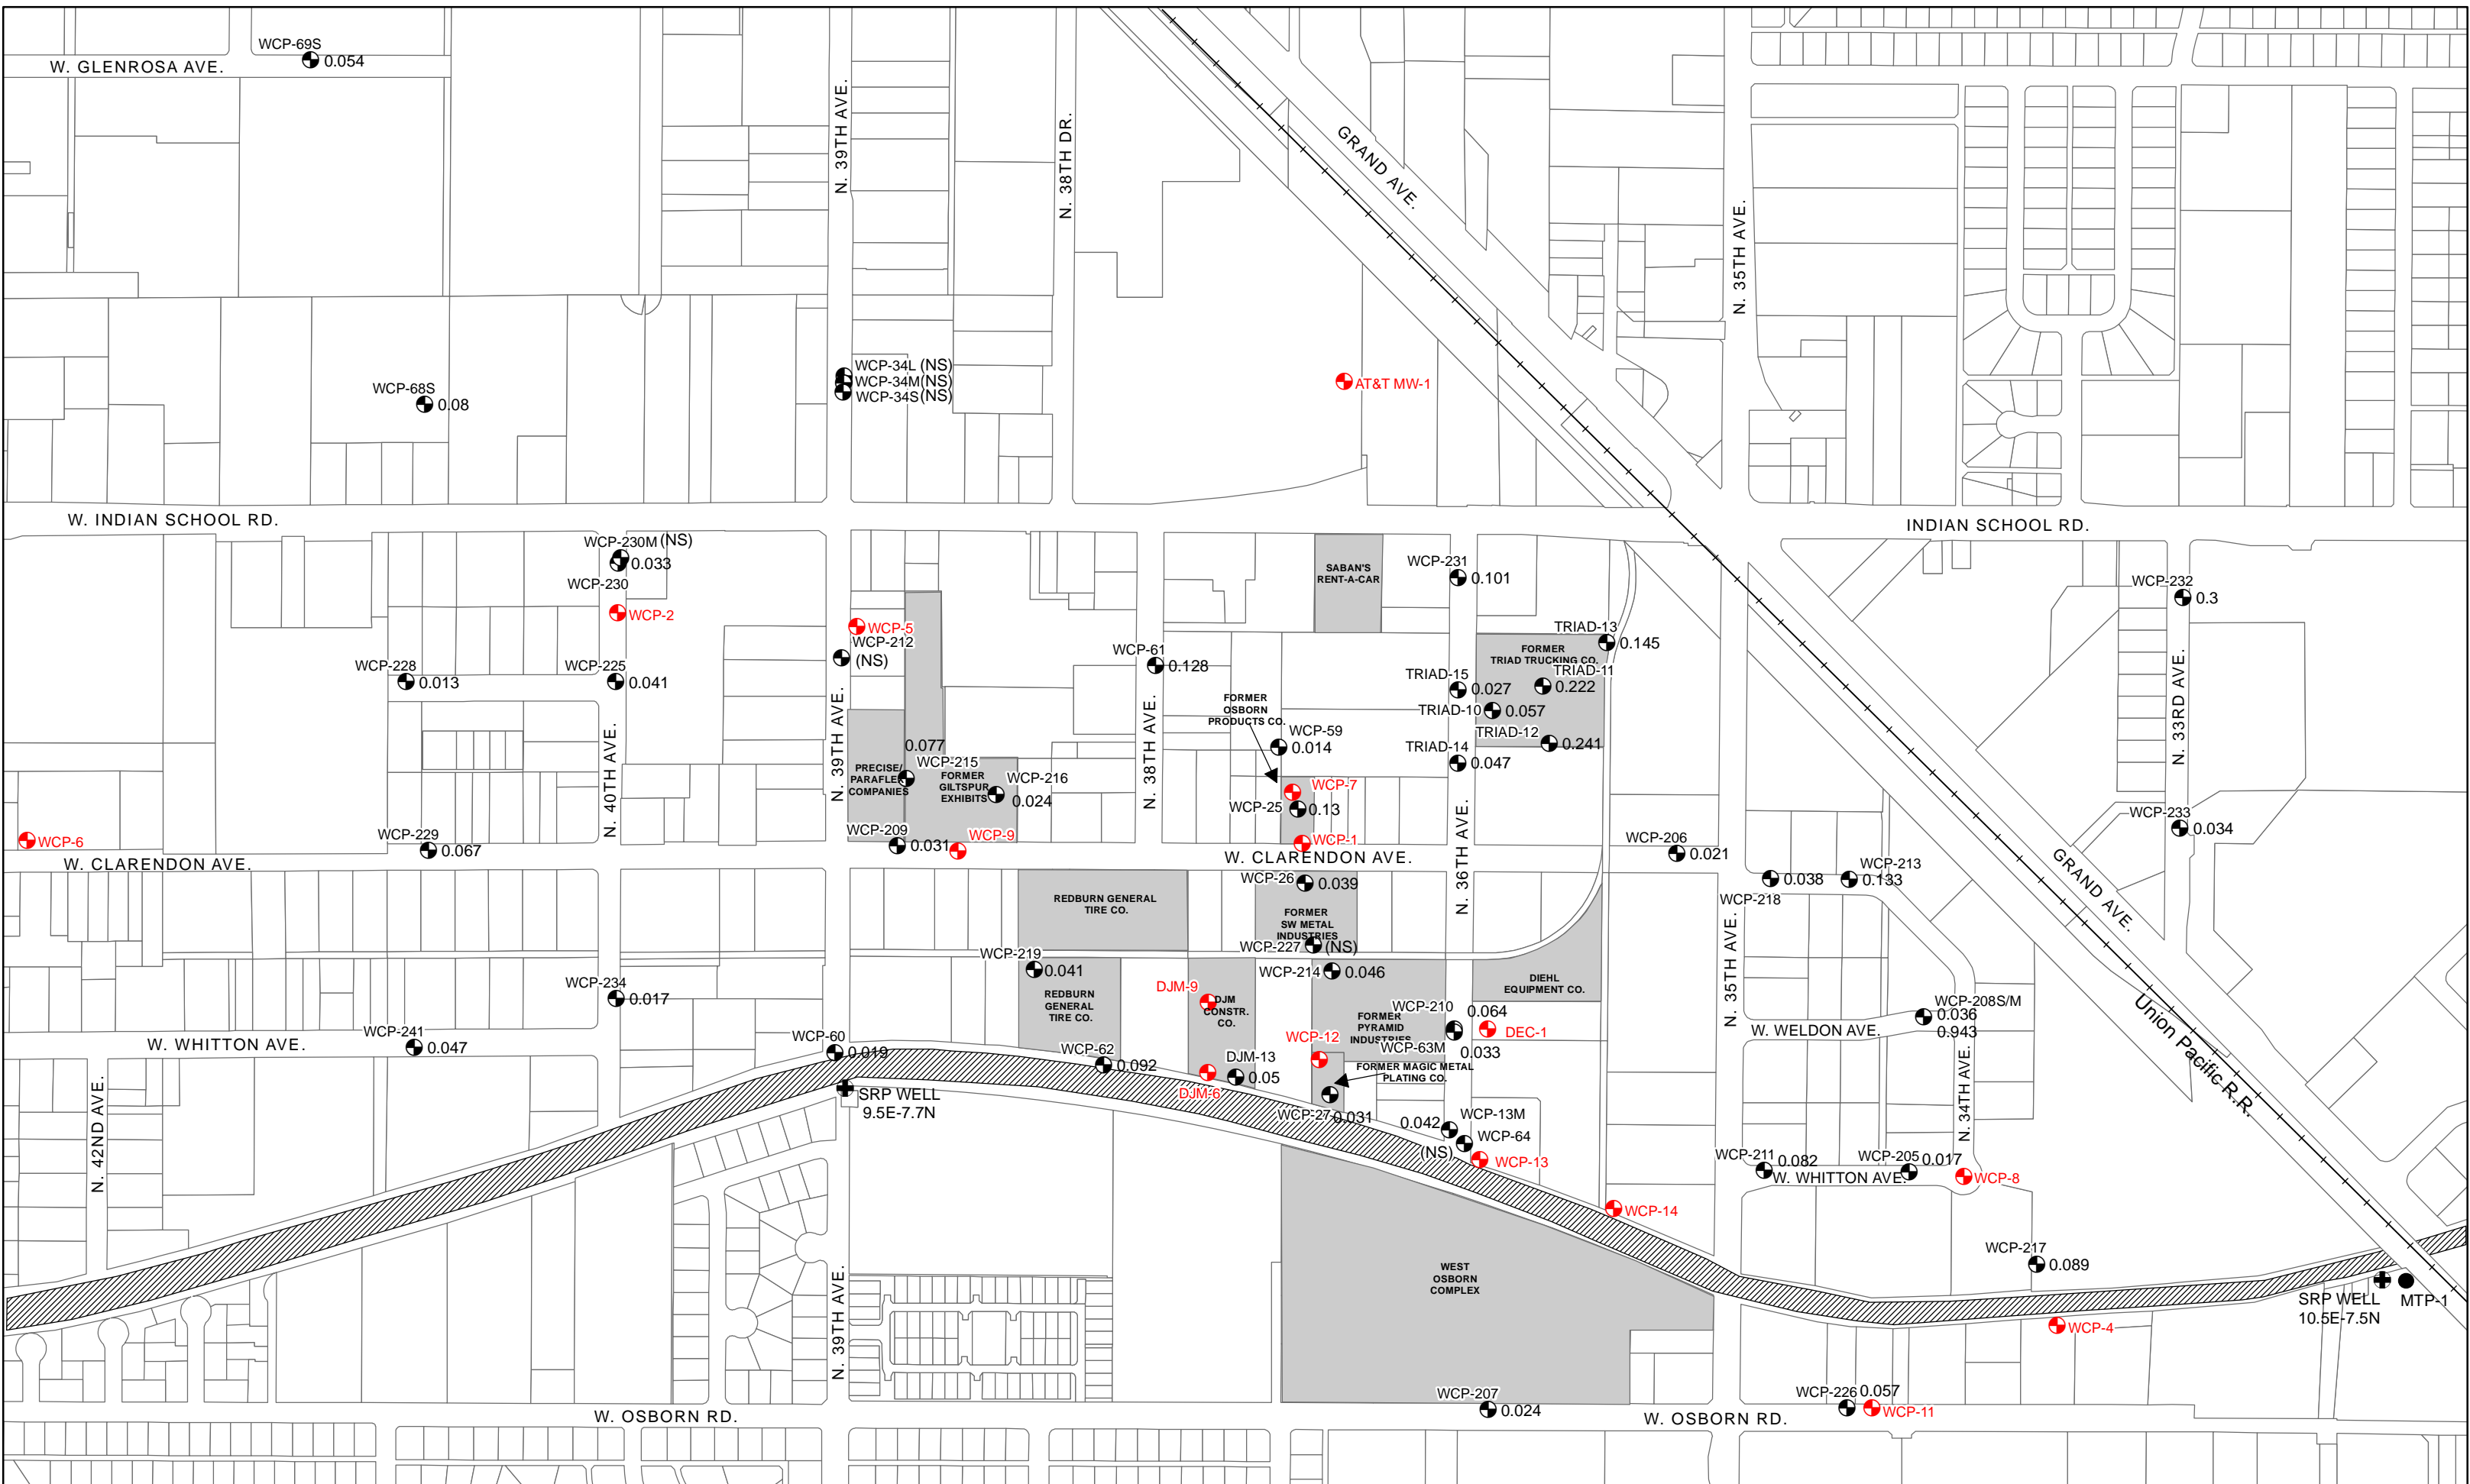 WCP-69S
0.054
W. GLENROSA AVE.
N. 39TH AVE.
N. 38TH DR.
GRAND AVE.
N. 35TH AVE.
WCP-34L (NS)
WCP-34M(NS)
WCP-34S(NS)
AT&T MW-1
WCP-68S
0.08
W. INDIAN SCHOOL RD.
INDIAN SCHOOL RD.
WCP-230M (NS)
0.033
WCP-230
WCP-2
SABAN'S
RENT-A-CAR
WCP-231
0.101
WCP-232
0.3
WCP-5
WCP-212
(NS)
WCP-61
0.128
TRIAD-13
0.145
FORMER
TRIAD TRUCKING CO.
TRIAD-11
0.222
TRIAD-15
0.027
TRIAD-10
0.057
TRIAD-12
0.241
TRIAD-14
0.047
WCP-228
0.013
WCP-225
0.041
N. 40TH AVE.
N. 39TH AVE.
N. 38TH AVE.
N. 33RD AVE.
FORMER
OSBORN
PRODUCTS CO.
WCP-59
0.014
0.077
WCP-215
PRECISE/
PARAFLEX
COMPANIES
FORMER
GILTSPUR
EXHIBITS
WCP-216
0.024
WCP-7
WCP-25
0.13
WCP-1
N. 36TH AVE.
WCP-6
WCP-229
0.067
WCP-209
0.031
WCP-9
WCP-206
0.021
WCP-233
0.034
W. CLARENDON AVE.
W. CLARENDON AVE.
GRAND AVE.
WCP-213
0.133
0.038
WCP-218
WCP-26
0.039
REDBURN GENERAL
TIRE CO.
FORMER
SW METAL
INDUSTRIES
WCP-227
(NS)
N. 35TH AVE.
WCP-219
0.041
WCP-214
0.046
DIEHL
EQUIPMENT CO.
WCP-234
0.017
REDBURN
GENERAL
TIRE CO.
DJM-9
DJM
CONSTR.
CO.
WCP-210
0.064
FORMER
PYRAMID
INDUSTRIES
DEC-1
WCP-63M
0.033
WCP-208S/M
0.036
0.943
W. WELDON AVE.
Union Pacific R.R.
WCP-241
0.047
W. WHITTON AVE.
WCP-60
0.019
WCP-62
0.092
WCP-12
DJM-13
0.05
DJM-6
FORMER MAGIC METAL
PLATING CO.
SRP WELL
9.5E-7.7N
WCP-27
0.031
0.042
WCP-13M
WCP-64
(NS)
WCP-13
N. 42ND AVE.
N. 34TH AVE.
WCP-211
0.082
WCP-205
0.017
W. WHITTON AVE.
WCP-8
WCP-14
WCP-217
0.089
WEST
OSBORN
COMPLEX
SRP WELL
10.5E-7.5N
MTP-1
WCP-4
N. 39TH AVE.
WCP-207
0.024
WCP-226
0.057
WCP-11
W. OSBORN RD.
W. OSBORN RD.